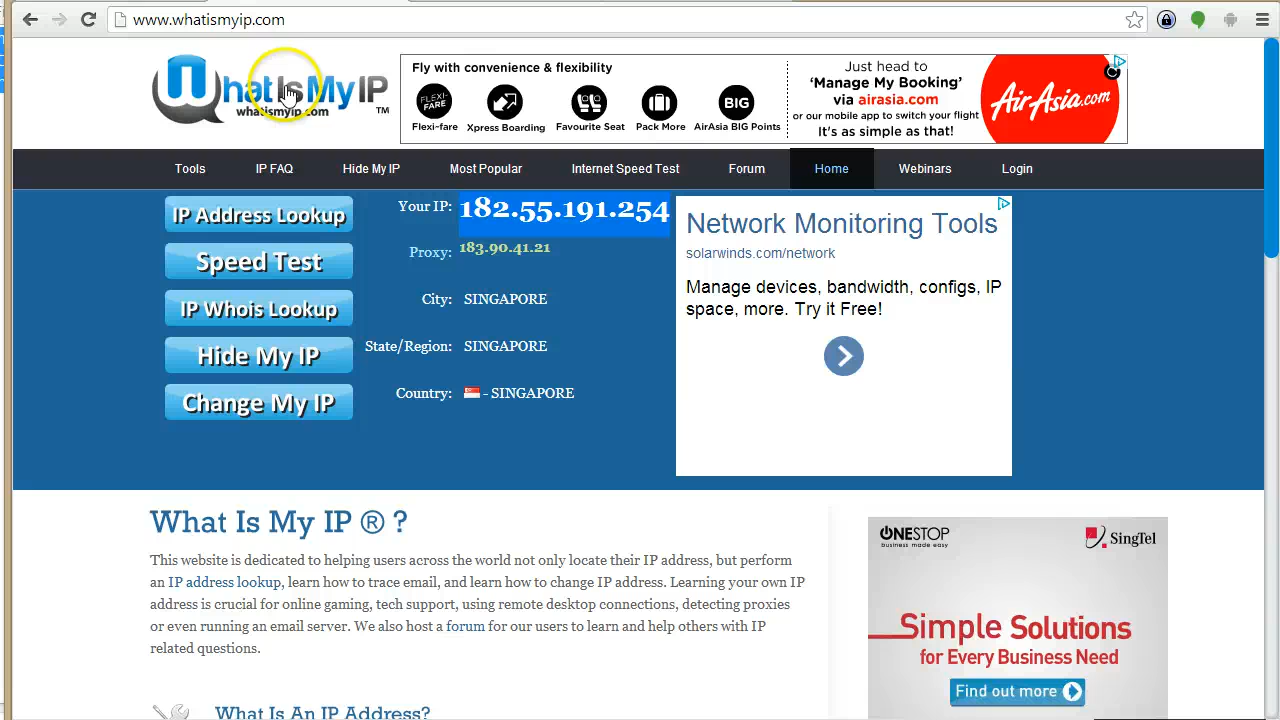 www.whatismyip.com
WhatIsMyIP
whatismyip.com
TM
Fly with convenience & flexibility
FLEXI-FARE
BIG
Flexi-fare Xpress Boarding Favourite Seat Pack More AirAsia BIG Points
Just head to
'Manage My Booking'
via airasia.com
or our mobile app to switch your flight
It's as simple as that!
AirAsia.com
Tools IP FAQ Hide My IP Most Popular Internet Speed Test Forum Home Webinars Login
IP Address Lookup
Speed Test
IP Whois Lookup
Hide My IP
Change My IP
Your IP: 182.55.191.254
Proxy: 183.90.41.21
City: SINGAPORE
State/Region: SINGAPORE
Country: - SINGAPORE
Network Monitoring Tools
solarwinds.com/network
Manage devices, bandwidth, configs, IP
space, more. Try it Free!
What Is My IP ® ?
This website is dedicated to helping users across the world not only locate their IP address, but perform
an IP address lookup, learn how to trace email, and learn how to change IP address. Learning your own IP
address is crucial for online gaming, tech support, using remote desktop connections, detecting proxies
or even running an email server. We also host a forum for our users to learn and help others with IP
related questions.
What Is An IP Address?
ONESTOP
business made easy
SingTel
Simple Solutions
for Every Business Need
Find out more